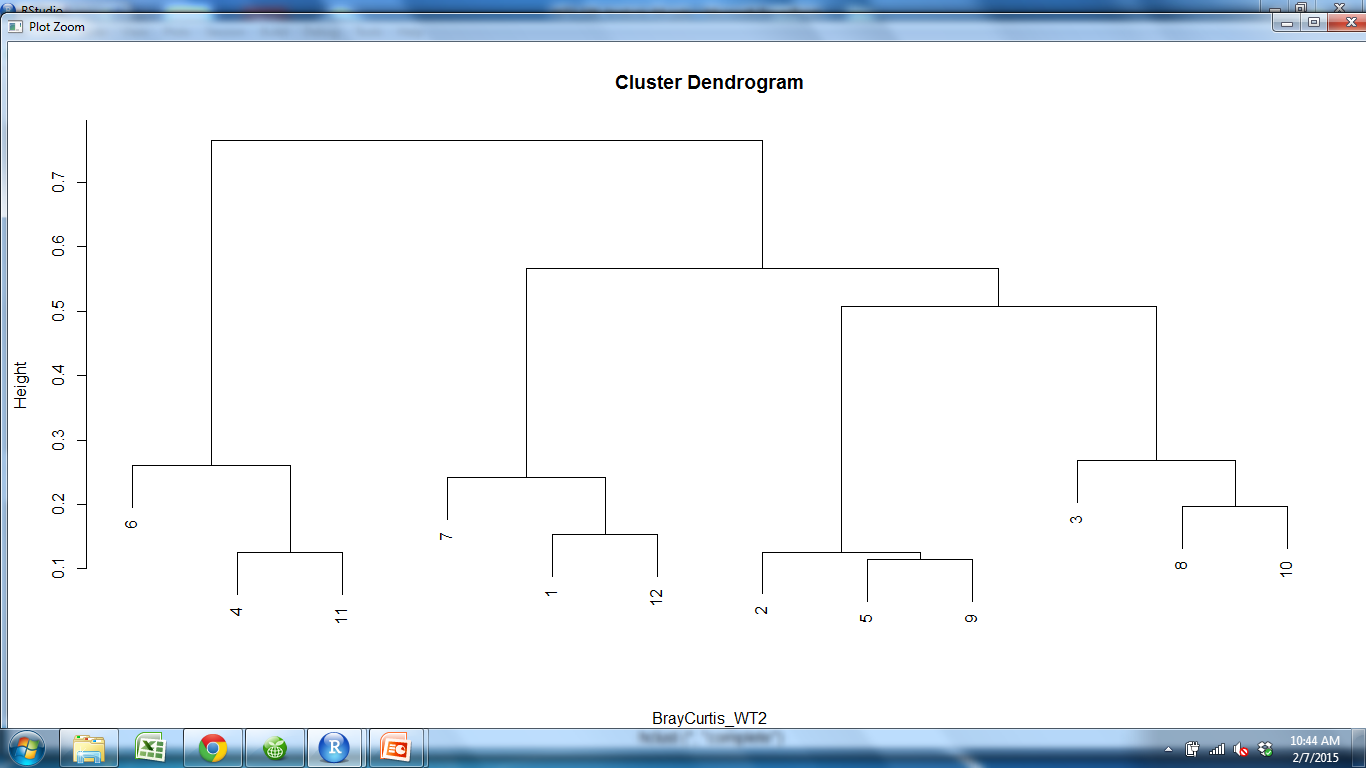 RStudio
Plot Zoom
Cluster Dendrogram
Height
0.7
0.6
0.5
0.4
0.3
0.2
0.1
6
4
11
7
1
12
2
5
9
3
8
10
BrayCurtis_WT2
hclust (*, "complete")
10:44 AM
2/7/2015